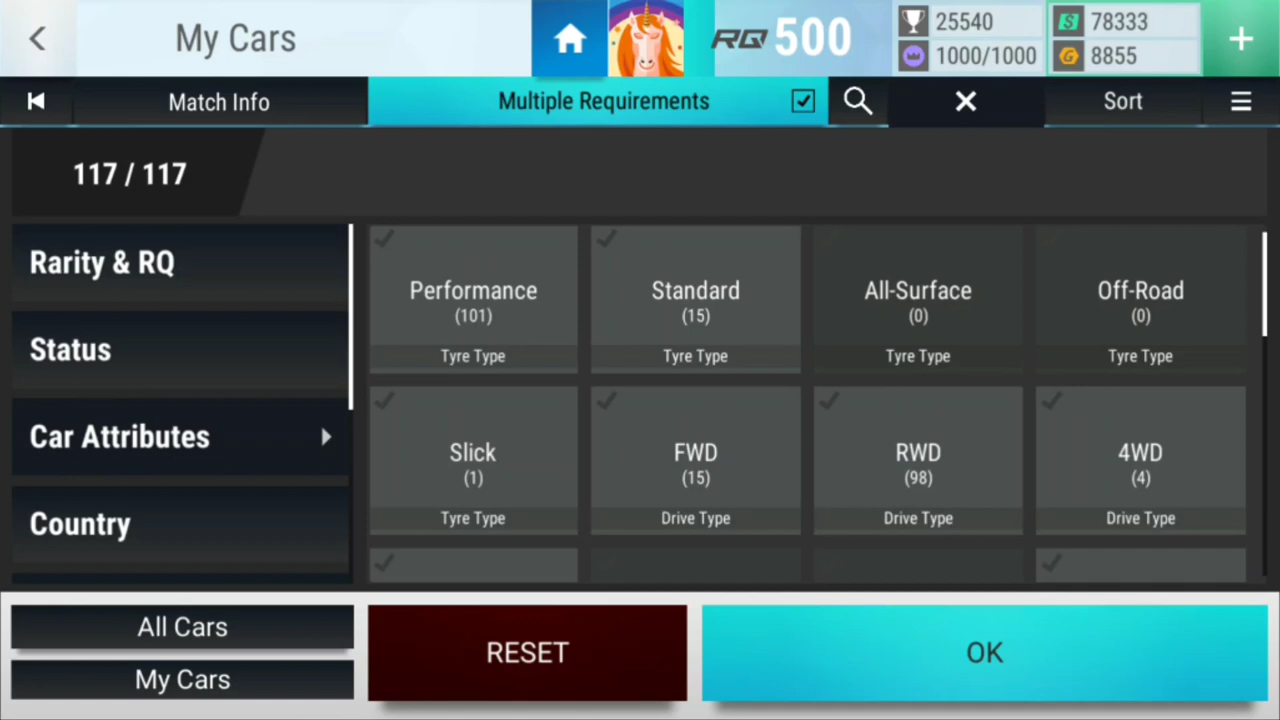 My Cars
RQ 500
25540
1000/1000
78333
8855
+
Match Info
Multiple Requirements
Sort
117 / 117
Rarity & RQ
Status
Car Attributes
Country
Performance
(101)
Tyre Type
Standard
(15)
Tyre Type
All-Surface
(0)
Tyre Type
Off-Road
(0)
Tyre Type
Slick
(1)
Tyre Type
FWD
(15)
Drive Type
RWD
(98)
Drive Type
4WD
(4)
Drive Type
All Cars
My Cars
RESET
OK